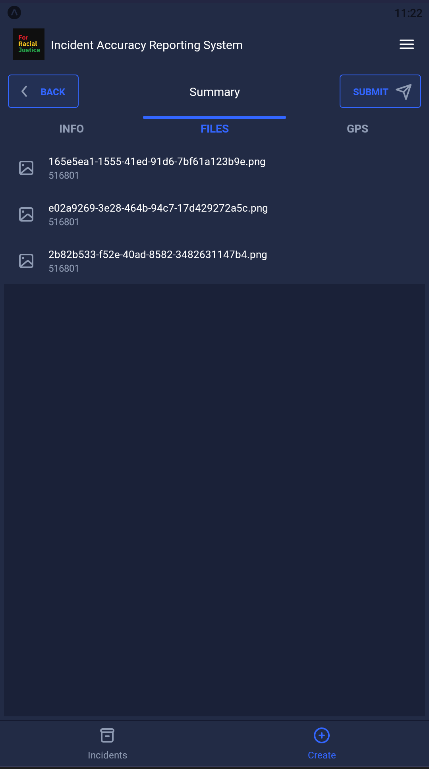 11:22
For
Racial
Justice
Incident Accuracy Reporting System
BACK
Summary
SUBMIT
INFO
FILES
GPS
165e5ea1-1555-41ed-91d6-7bf61a123b9e.png
516801
e02a9269-3e28-464b-94c7-17d429272a5c.png
516801
2b82b533-f52e-40ad-8582-3482631147b4.png
516801
Incidents
Create